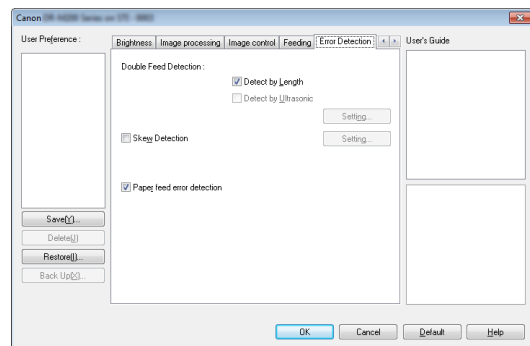 Canon
User Preference :
Brightness Image processing Image control Feeding Error Detection
User's Guide
Double Feed Detection :
Detect by Length
Detect by Ultrasonic
Setting...
Skew Detection
Setting...
Paper feed error detection
Save(Y)...
Delete(J)
Restore(I)...
Back Up(X)...
OK Cancel Default Help